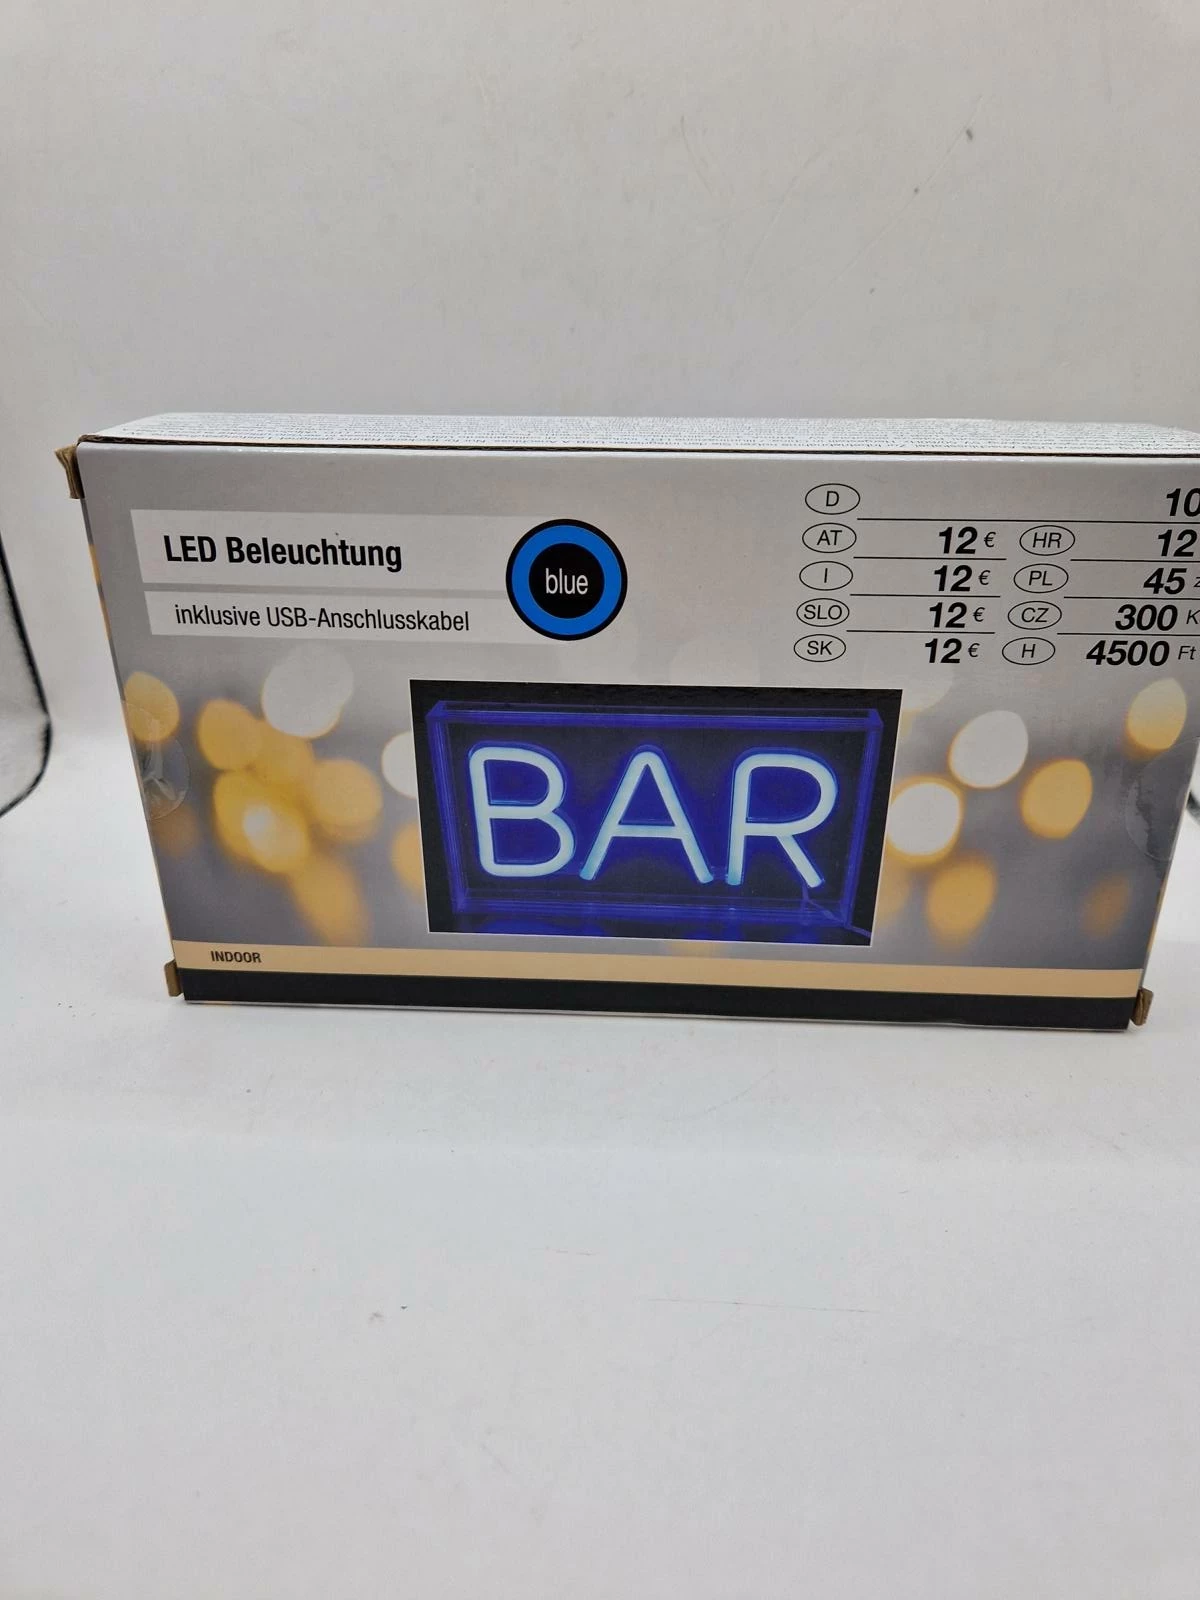 LED Beleuchtung
inklusive USB-Anschlusskabel
blue
D 10
AT 12 € HR 12
I 12 € PL 45
SLO 12 € CZ 300
SK 12 € H 4500 Ft
BAR
INDOOR